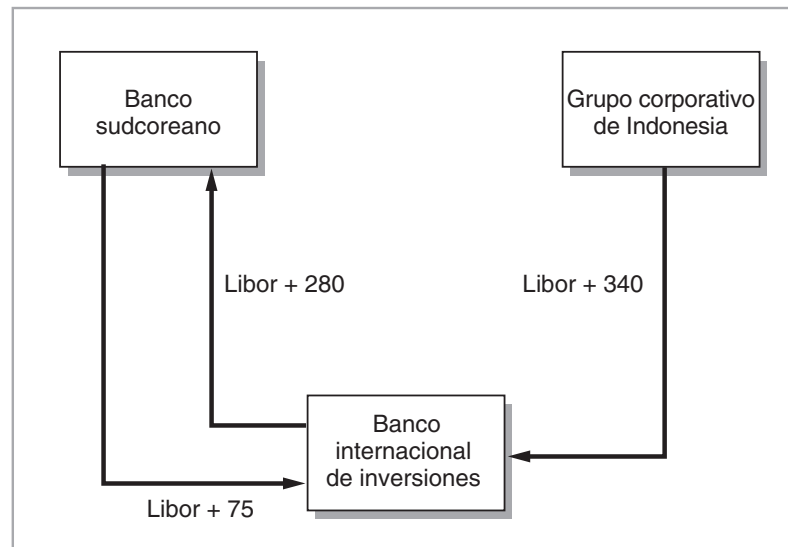 Banco
sudcoreano
Grupo corporativo
de Indonesia
Libor + 280
Libor + 340
Banco
internacional
de inversiones
Libor + 75